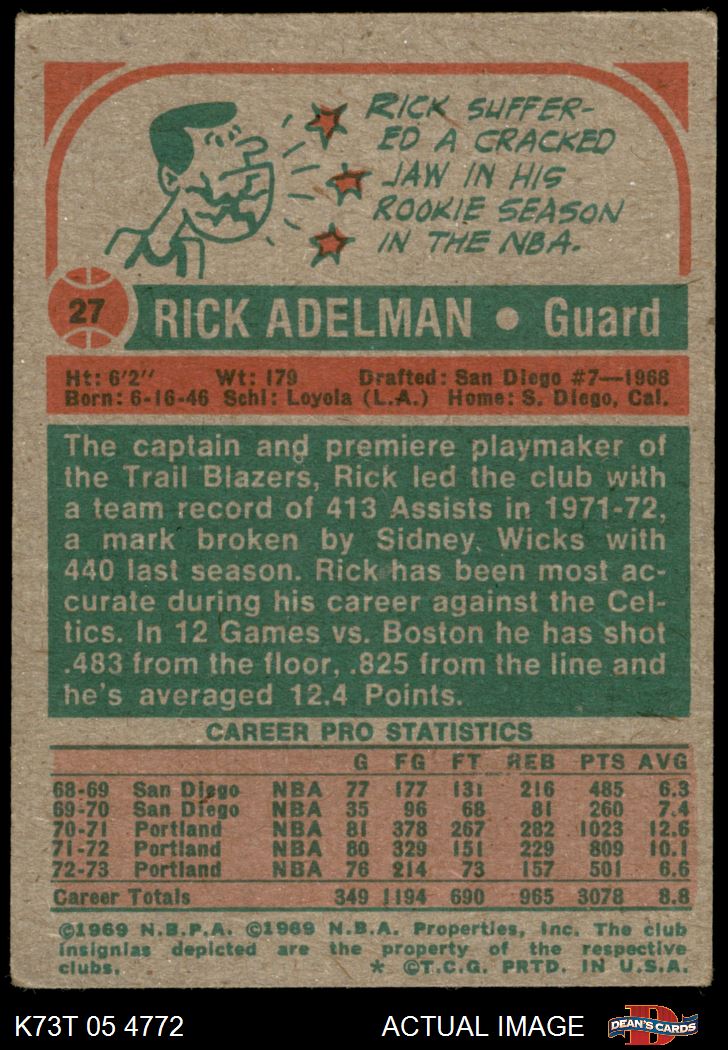 RICK SUFFER-
ED A CRACKED
JAW IN HIS
ROOKIE SEASON
IN THE NBA.
27 RICK ADELMAN • Guard
Ht: 6'2" Wt: 179 Drafted: San Diego #7—1968
Born: 6-16-46 Schl: Loyola (L.A.) Home: S. Diego, Cal.
The captain and premiere playmaker of
the Trail Blazers, Rick led the club with
a team record of 413 Assists in 1971-72,
a mark broken by Sidney Wicks with
440 last season. Rick has been most ac-
curate during his career against the Cel-
tics. In 12 Games vs. Boston he has shot
.483 from the floor, .825 from the line and
he's averaged 12.4 Points.
CAREER PRO STATISTICS
G FG FT REB PTS AVG
68-69 San Diego NBA 77 177 131 216 485 6.3
69-70 San Diego NBA 35 96 68 81 260 7.4
70-71 Portland NBA 81 378 267 282 1023 12.6
71-72 Portland NBA 80 329 151 229 809 10.1
72-73 Portland NBA 76 214 73 157 501 6.6
Career Totals 349 1194 690 965 3078 8.8
©1969 N.B.P.A. ©1969 N.B.A. Properties, Inc. The club
insignias depicted are the property of the respective
clubs. * ©T.C.G. PRTD. IN U.S.A.
K73T 05 4772 ACTUAL IMAGE DEAN'S CARDS